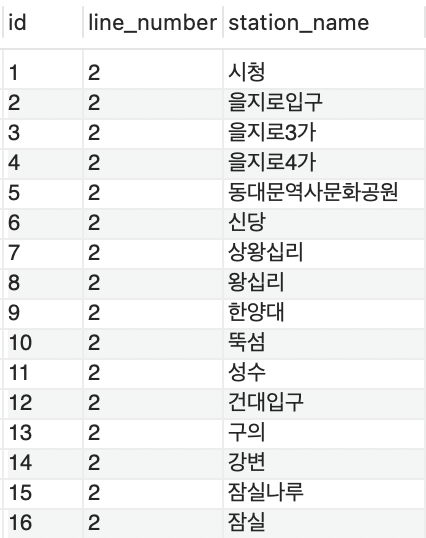 id line_number station_name
1 2 시청
2 2 을지로입구
3 2 을지로3가
4 2 을지로4가
5 2 동대문역사문화공원
6 2 신당
7 2 상왕십리
8 2 왕십리
9 2 한양대
10 2 뚝섬
11 2 성수
12 2 건대입구
13 2 구의
14 2 강변
15 2 잠실나루
16 2 잠실